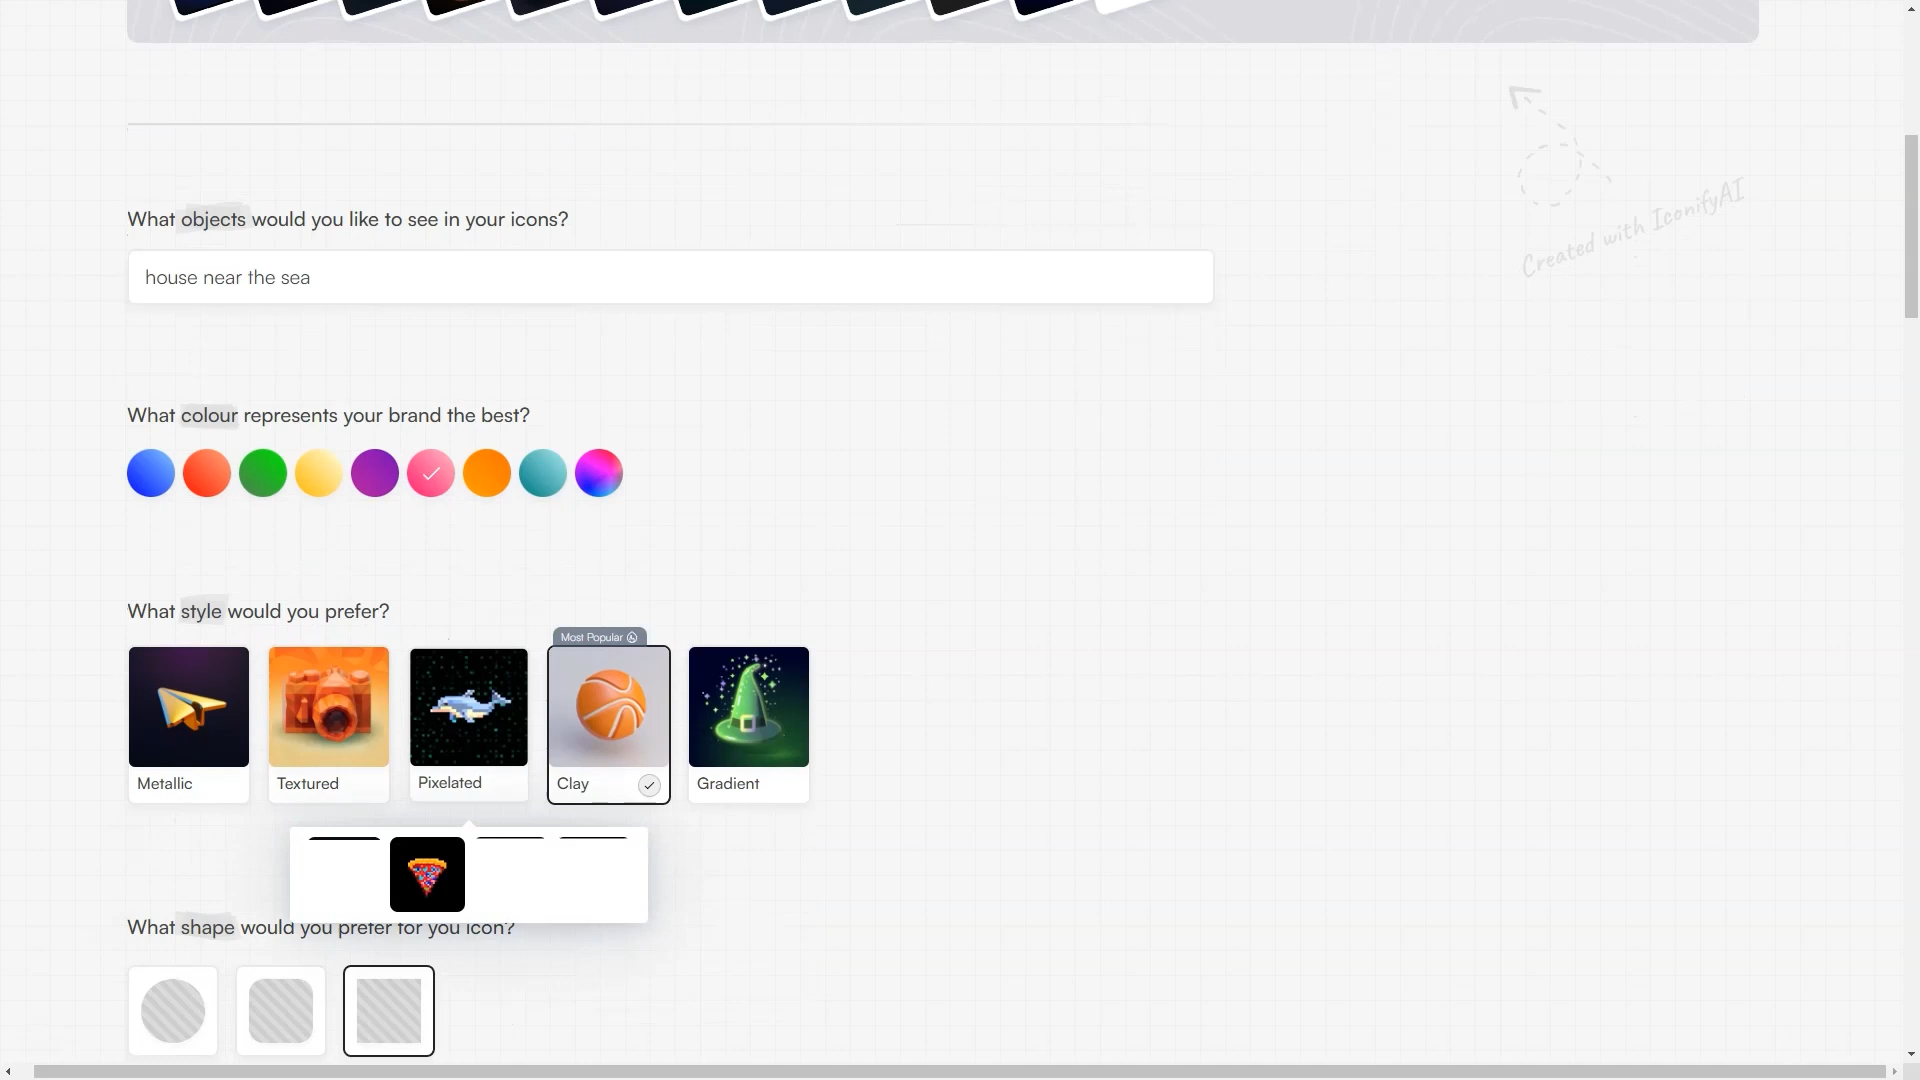 Created with IconifyAI
What objects would you like to see in your icons?
house near the sea
What colour represents your brand the best?
What style would you prefer?
Most Popular
Metallic
Textured
Pixelated
Clay
Gradient
What shape would you prefer for you icon?